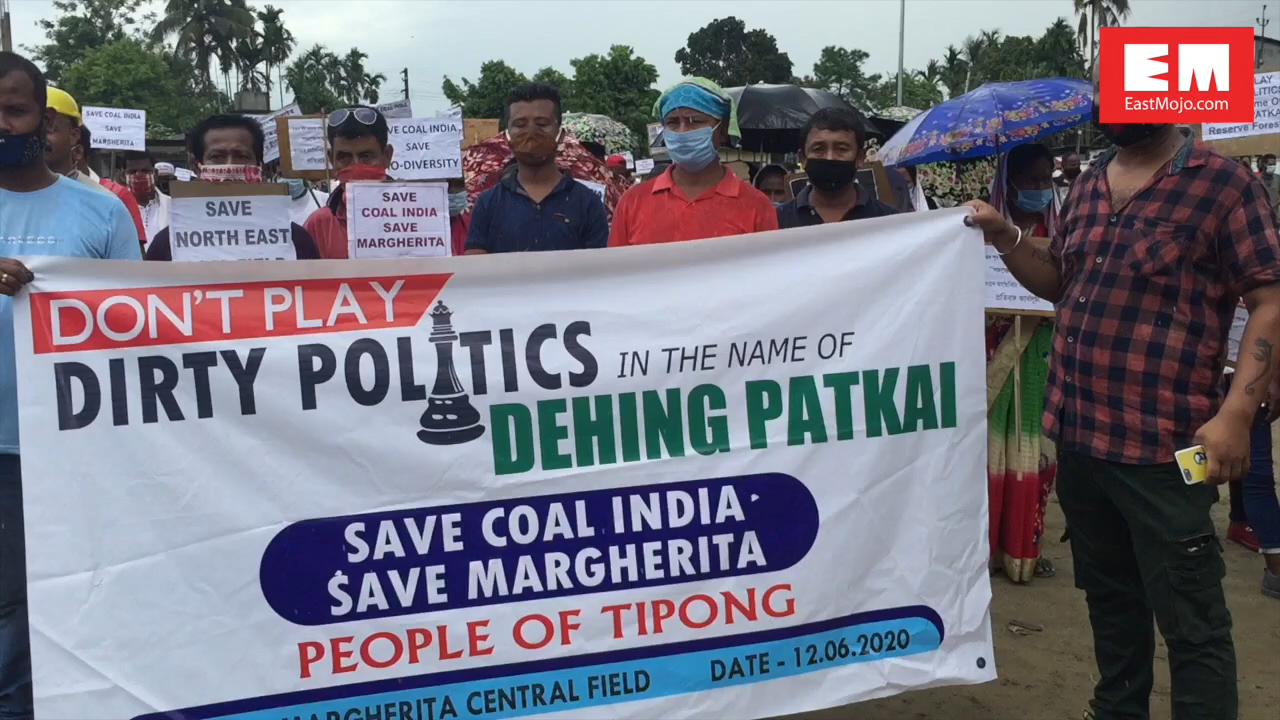 EM
EastMojo.com
SAVE COAL INDIA
SAVE
MARGHERITA
SAVE COAL INDIA
SAVE
SAVE
NORTH EAST
SAVE
COAL INDIA
SAVE
MARGHERITA
Reserve Forest
DON'T PLAY
DIRTY POLITICS IN THE NAME OF
DEHING PATKAI
SAVE COAL INDIA
SAVE MARGHERITA
PEOPLE OF TIPONG
MARGHERITA CENTRAL FIELD DATE - 12.06.2020